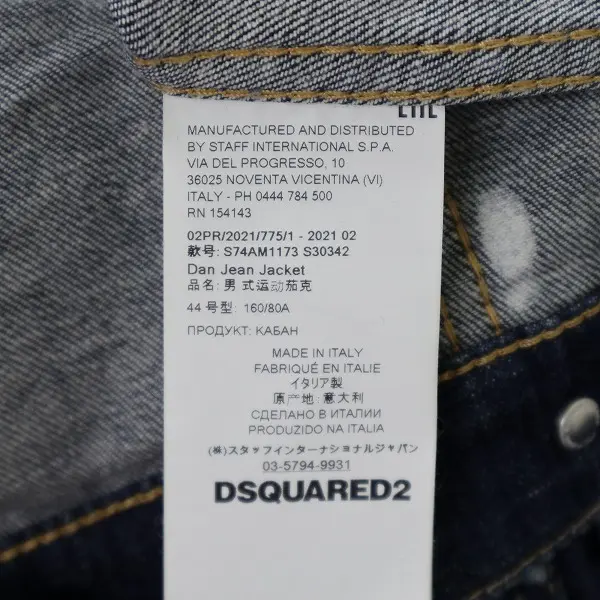 MANUFACTURED AND DISTRIBUTED
BY STAFF INTERNATIONAL S.P.A.
VIA DEL PROGRESSO, 10
36025 NOVENTA VICENTINA (VI)
ITALY - PH 0444 784 500
RN 154143
02PR/2021/775/1 - 2021 02
款号: S74AM1173 S30342
Dan Jean Jacket
品名: 男 式运动茄克
44 号型: 160/80A
ПРОДУКТ: КАБАН
MADE IN ITALY
FABRIQUÉ EN ITALIE
イタリア製
原产地: 意大利
СДЕЛАНО В ИТАЛИИ
PRODUZIDO NA ITALIA
(株)スタッフインターナショナルジャパン
03-5794-9931
DSQUARED2